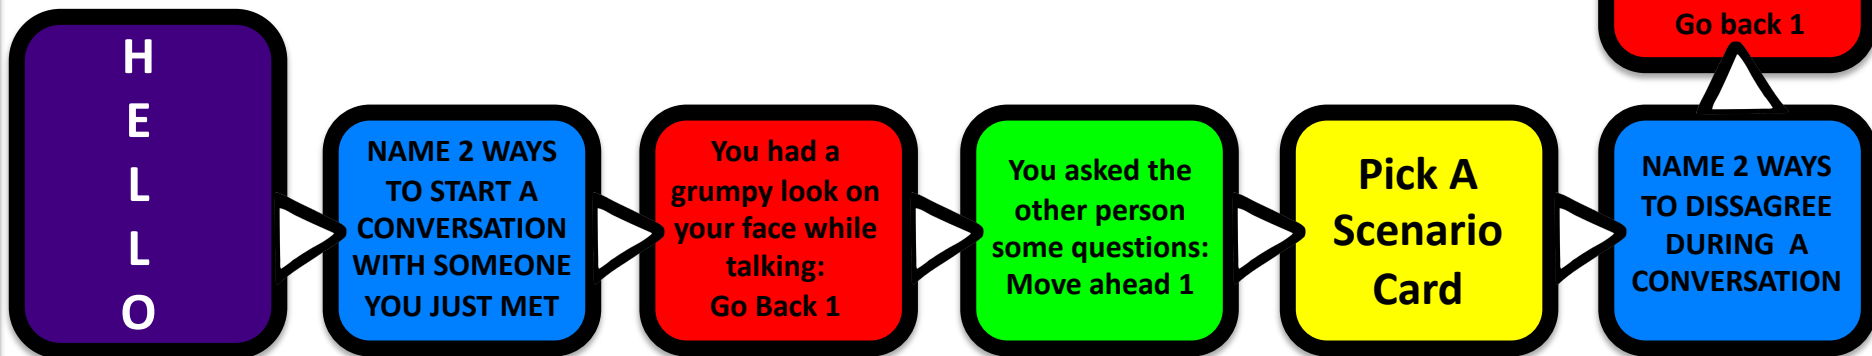 H
E
L
L
O
NAME 2 WAYS
TO START A
CONVERSATION
WITH SOMEONE
YOU JUST MET
You had a
grumpy look on
your face while
talking:
Go Back 1
You asked the
other person
some questions:
Move ahead 1
Pick A
Scenario
Card
NAME 2 WAYS
TO DISSAGREE
DURING A
CONVERSATION
Go back 1